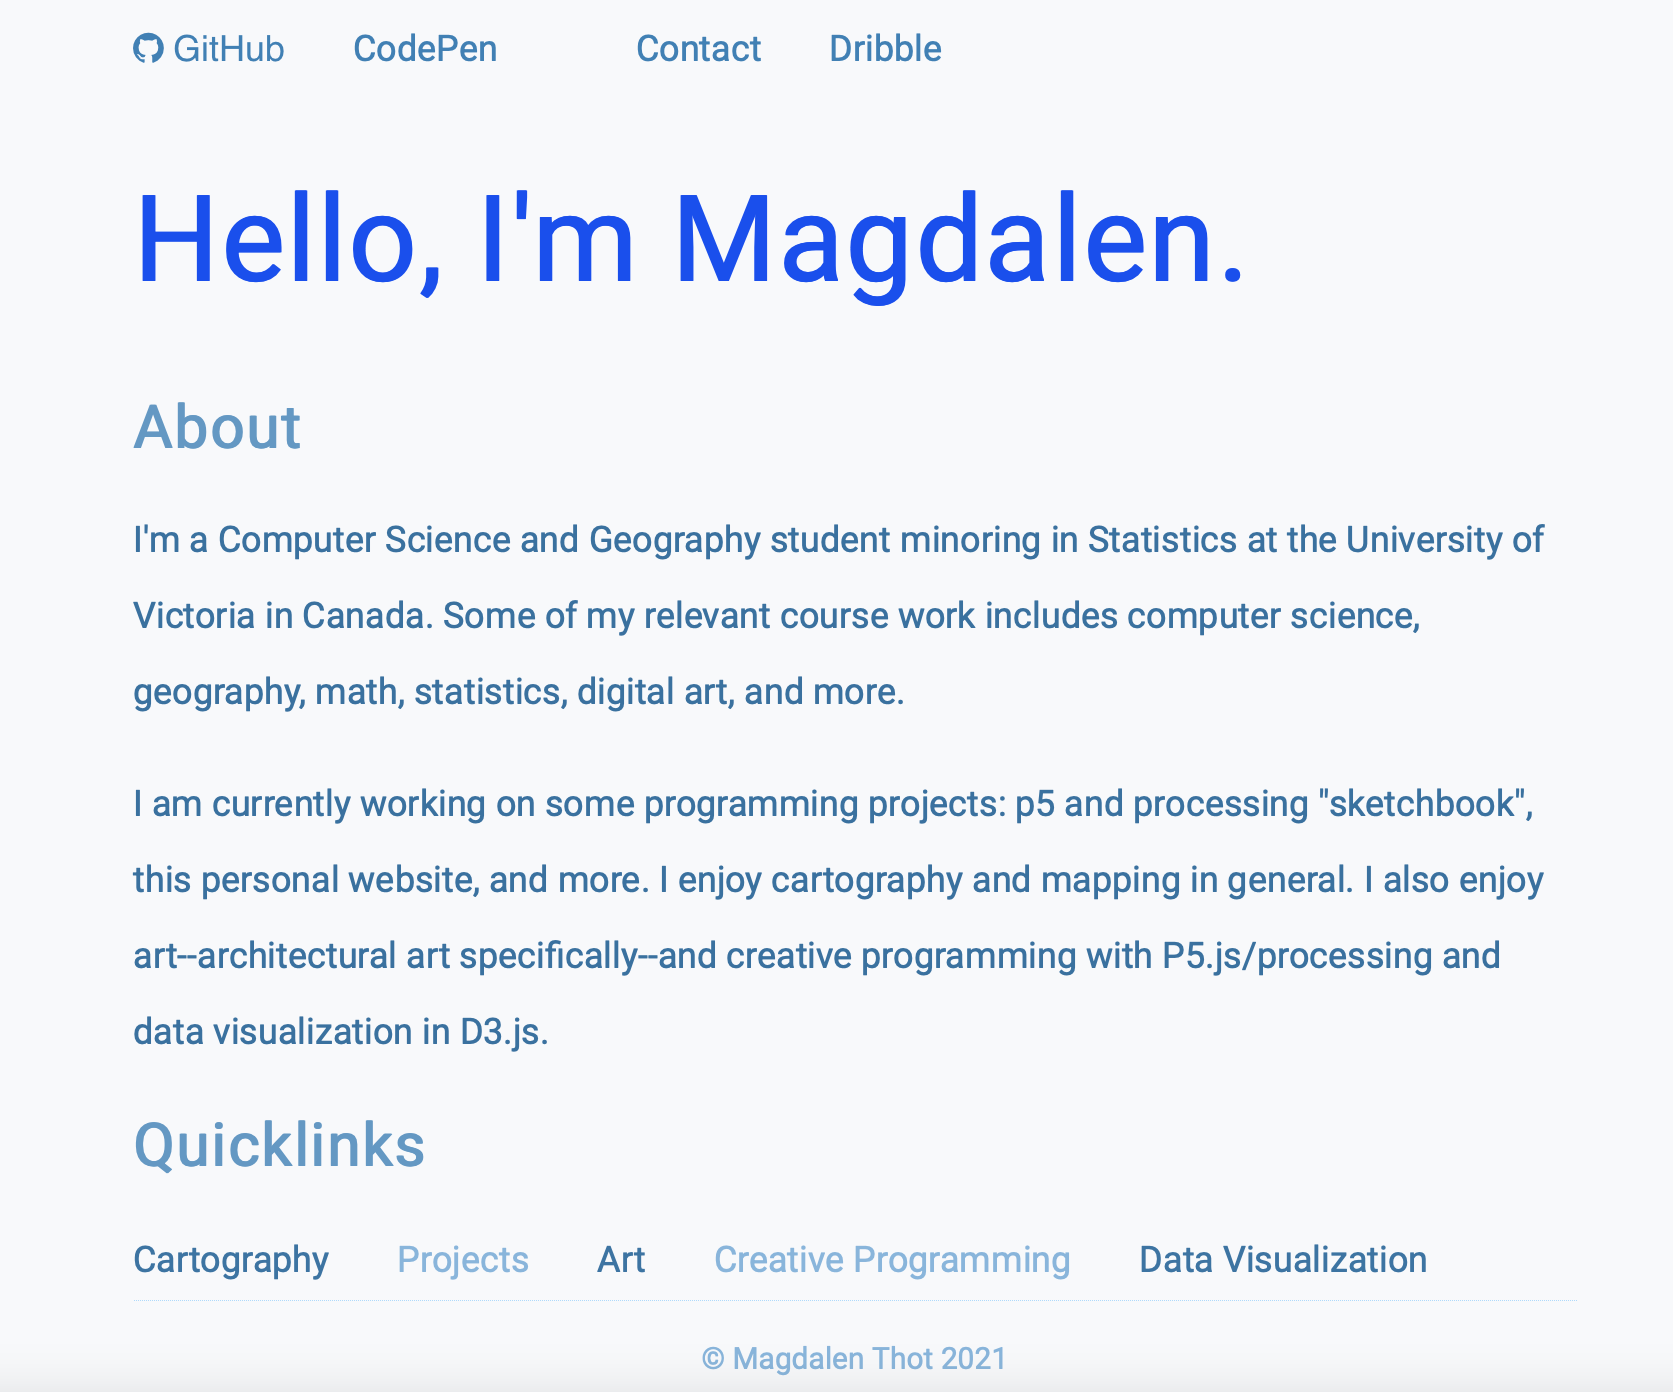 GitHub CodePen Contact Dribble
Hello, I'm Magdalen.
About
I'm a Computer Science and Geography student minoring in Statistics at the University of
Victoria in Canada. Some of my relevant course work includes computer science,
geography, math, statistics, digital art, and more.
I am currently working on some programming projects: p5 and processing "sketchbook",
this personal website, and more. I enjoy cartography and mapping in general. I also enjoy
art--architectural art specifically--and creative programming with P5.js/processing and
data visualization in D3.js.
Quicklinks
Cartography Projects Art Creative Programming Data Visualization
© Magdalen Thot 2021